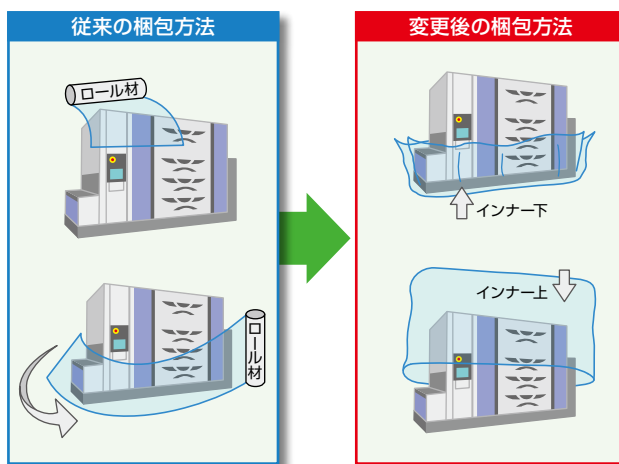 従来の梱包方法
ロール材
ロール材
変更後の梱包方法
インナー下
インナー上